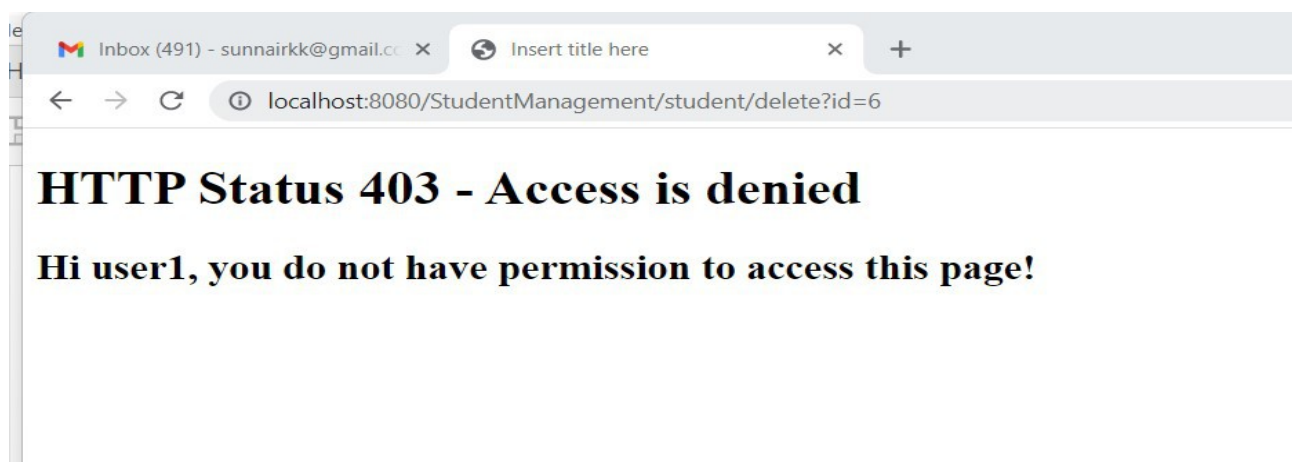 Inbox (491) - sunnairkk@gmail.cc
Insert title here
localhost:8080/StudentManagement/student/delete?id=6
HTTP Status 403 - Access is denied
Hi user1, you do not have permission to access this page!